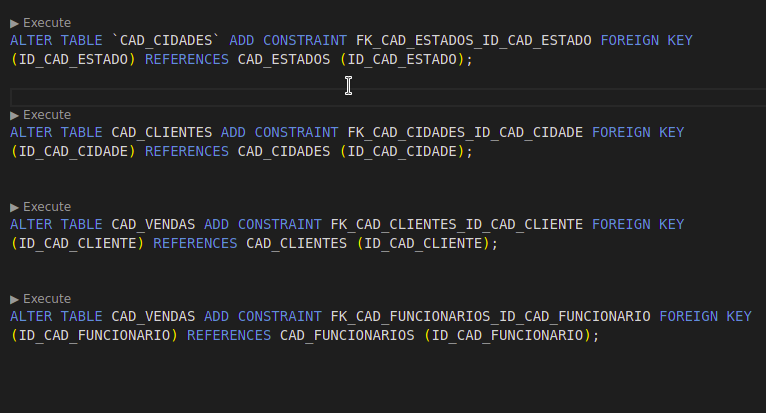 ▶ Execute
ALTER TABLE `CAD_CIDADES` ADD CONSTRAINT FK_CAD_ESTADOS_ID_CAD_ESTADO FOREIGN KEY
(ID_CAD_ESTADO) REFERENCES CAD_ESTADOS (ID_CAD_ESTADO);
▶ Execute
ALTER TABLE CAD_CLIENTES ADD CONSTRAINT FK_CAD_CIDADES_ID_CAD_CIDADE FOREIGN KEY
(ID_CAD_CIDADE) REFERENCES CAD_CIDADES (ID_CAD_CIDADE);
▶ Execute
ALTER TABLE CAD_VENDAS ADD CONSTRAINT FK_CAD_CLIENTES_ID_CAD_CLIENTE FOREIGN KEY
(ID_CAD_CLIENTE) REFERENCES CAD_CLIENTES (ID_CAD_CLIENTE);
▶ Execute
ALTER TABLE CAD_VENDAS ADD CONSTRAINT FK_CAD_FUNCIONARIOS_ID_CAD_FUNCIONARIO FOREIGN KEY
(ID_CAD_FUNCIONARIO) REFERENCES CAD_FUNCIONARIOS (ID_CAD_FUNCIONARIO);